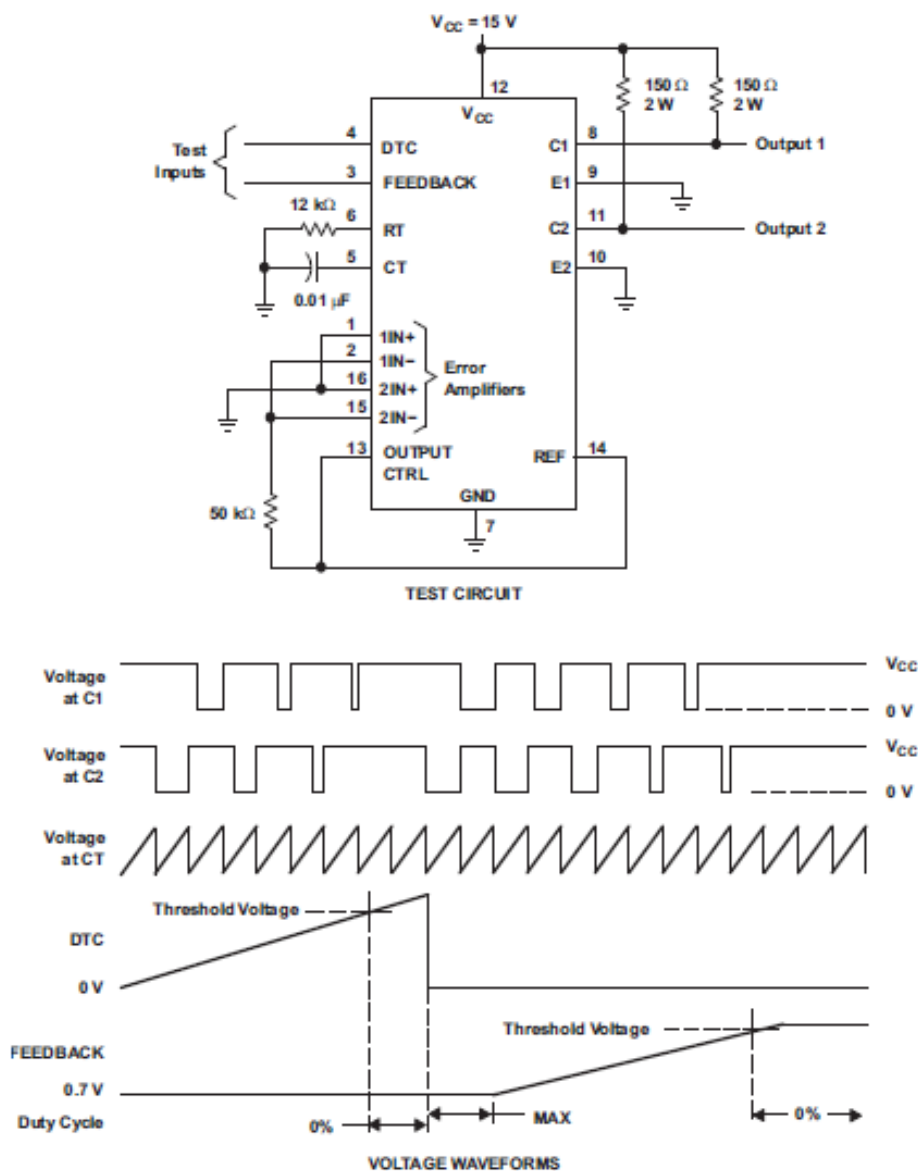 VCC = 15 V
12
150 Ω
2 W
150 Ω
2 W
VCC
Test
Inputs
4
DTC
3
FEEDBACK
12 kΩ
6
RT
5
CT
0.01 μF
1
1IN+
2
1IN−
16
2IN+
15
2IN−
Error
Amplifiers
13
OUTPUT
CTRL
50 kΩ
C1
8
Output 1
E1
9
C2
11
Output 2
E2
10
REF
14
GND
7
TEST CIRCUIT
Voltage
at C1
VCC
0 V
Voltage
at C2
VCC
0 V
Voltage
at CT
Threshold Voltage
DTC
0 V
Threshold Voltage
FEEDBACK
0.7 V
Duty Cycle
0%
MAX
0%
VOLTAGE WAVEFORMS